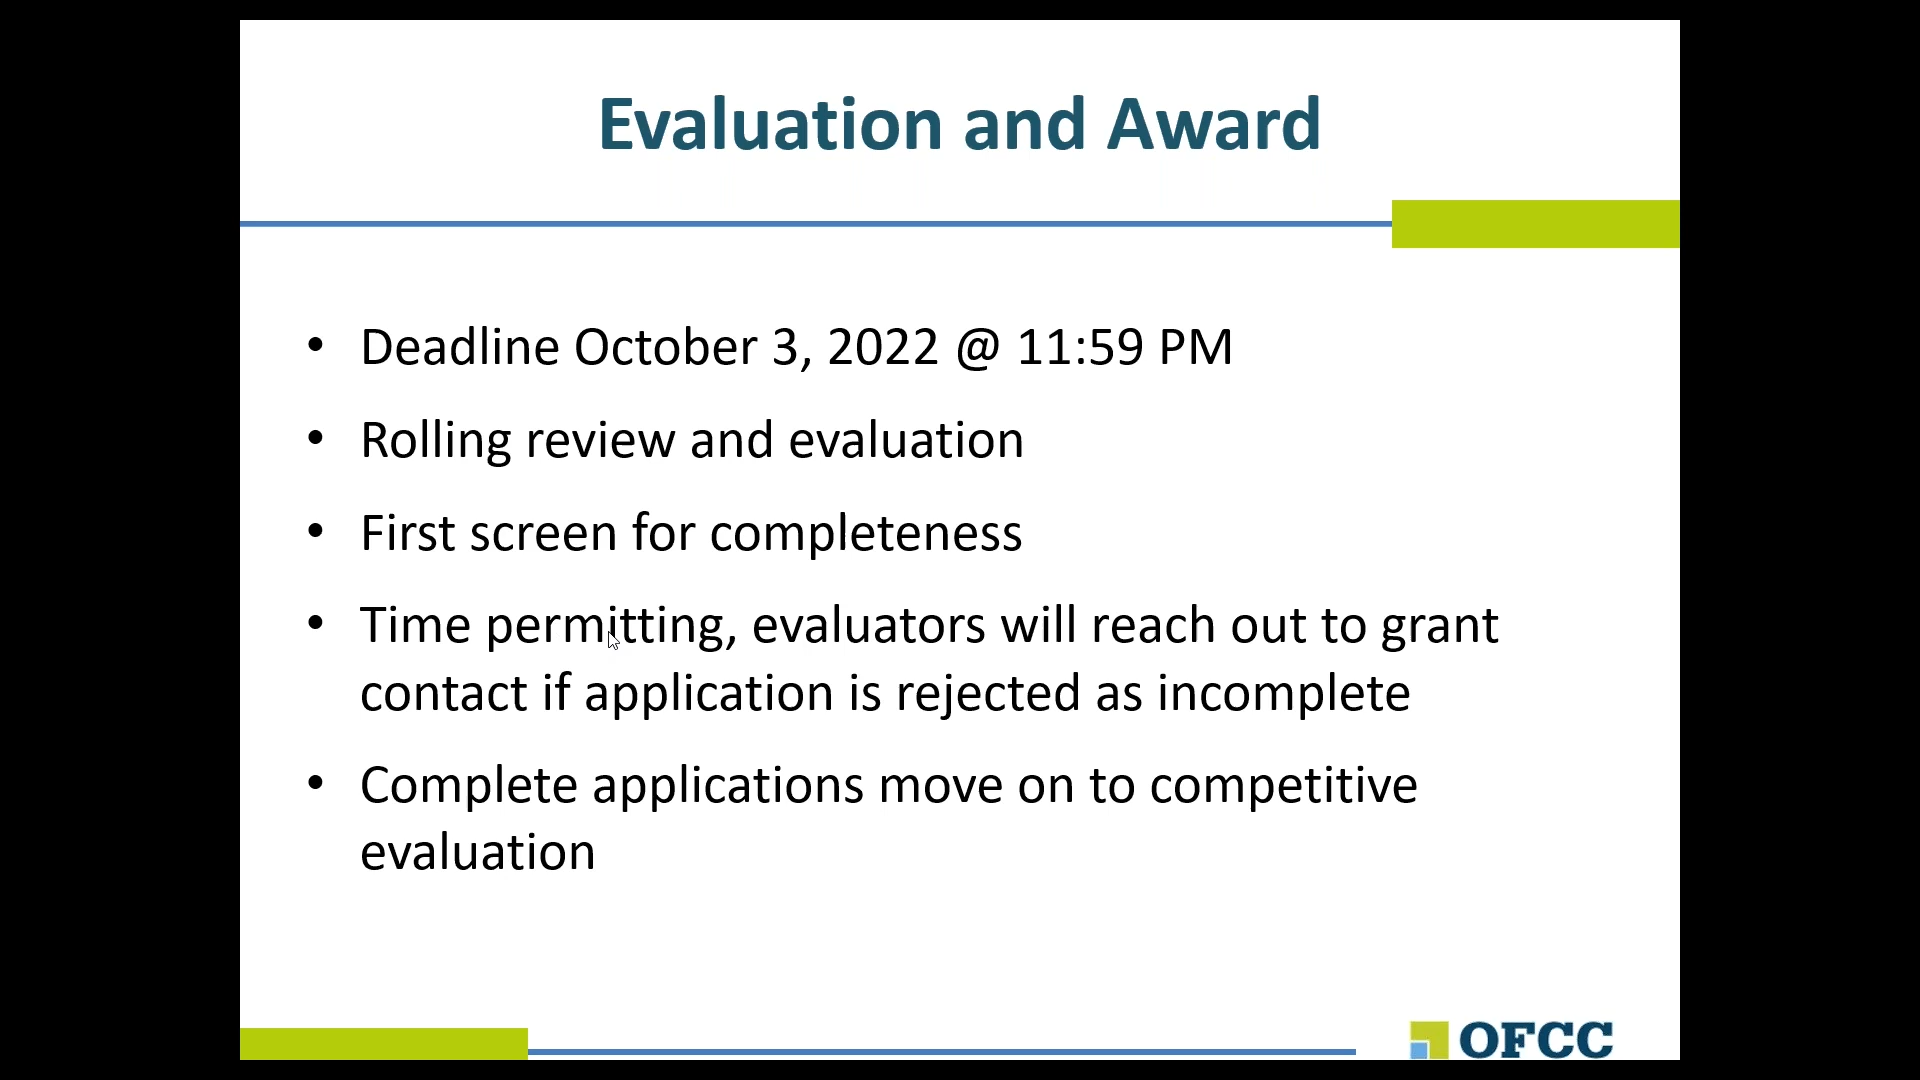 Evaluation and Award
• Deadline October 3, 2022 @ 11:59 PM
• Rolling review and evaluation
• First screen for completeness
• Time permitting, evaluators will reach out to grant
contact if application is rejected as incomplete
• Complete applications move on to competitive
evaluation
OFCC